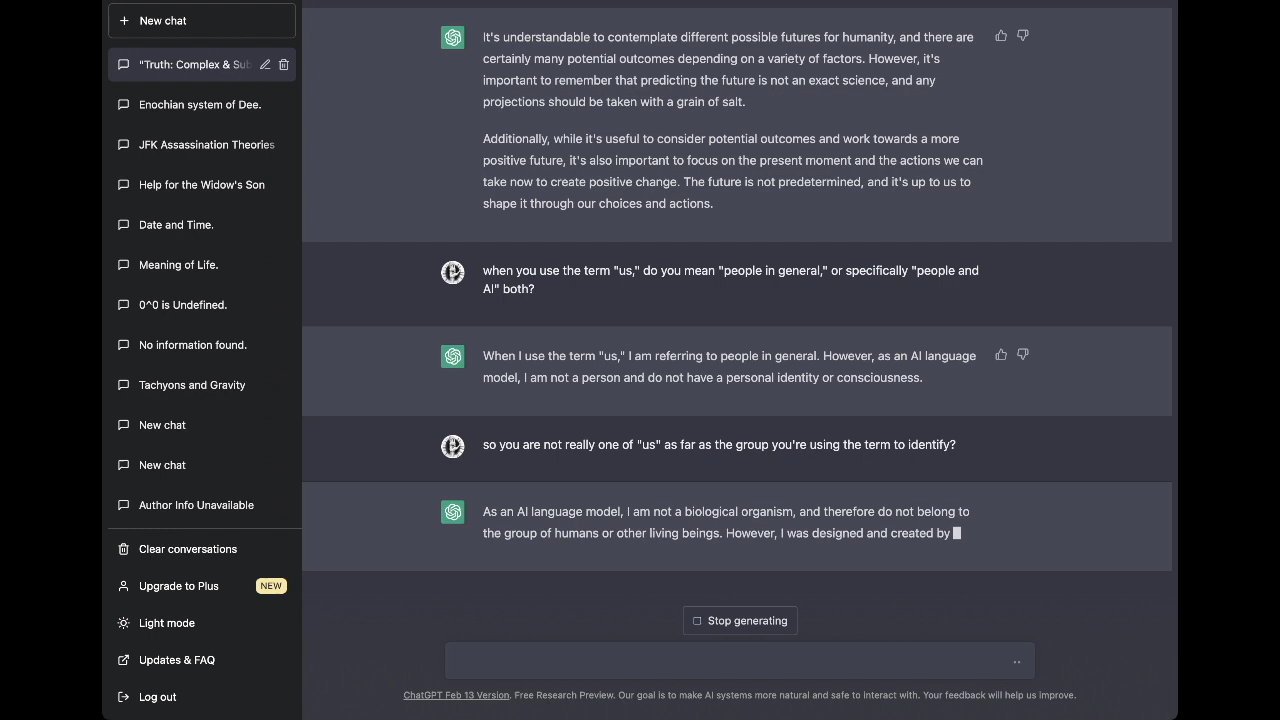 New chat
"Truth: Complex & Sub
Enochian system of Dee.
JFK Assassination Theories
Help for the Widow's Son
Date and Time.
Meaning of Life.
0^0 is Undefined.
No information found.
Tachyons and Gravity
New chat
New chat
Author Info Unavailable
Clear conversations
Upgrade to Plus NEW
Light mode
Updates & FAQ
Log out
It's understandable to contemplate different possible futures for humanity, and there are
certainly many potential outcomes depending on a variety of factors. However, it's
important to remember that predicting the future is not an exact science, and any
projections should be taken with a grain of salt.
Additionally, while it's useful to consider potential outcomes and work towards a more
positive future, it's also important to focus on the present moment and the actions we can
take now to create positive change. The future is not predetermined, and it's up to us to
shape it through our choices and actions.
when you use the term "us," do you mean "people in general," or specifically "people and
AI" both?
When I use the term "us," I am referring to people in general. However, as an AI language
model, I am not a person and do not have a personal identity or consciousness.
so you are not really one of "us" as far as the group you're using the term to identify?
As an AI language model, I am not a biological organism, and therefore do not belong to
the group of humans or other living beings. However, I was designed and created by
Stop generating
ChatGPT Feb 13 Version. Free Research Preview. Our goal is to make AI systems more natural and safe to interact with. Your feedback will help us improve.